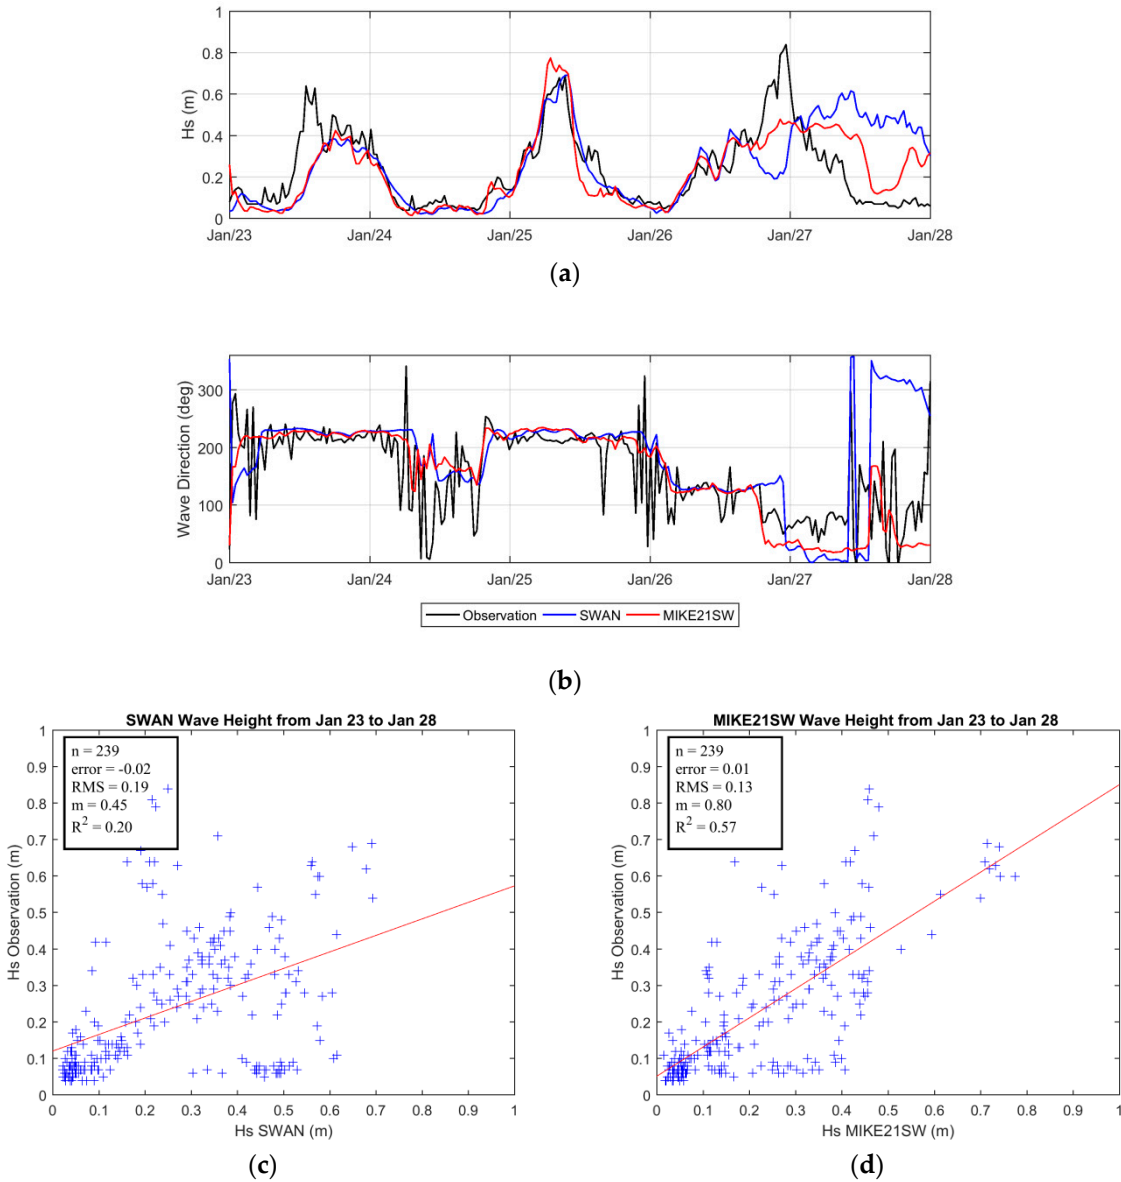 1
0.8
0.6
0.4
0.2
0
Hs (m)
Jan/23 Jan/24 Jan/25 Jan/26 Jan/27 Jan/28
(a)
300
200
100
0
Wave Direction (deg)
Jan/23 Jan/24 Jan/25 Jan/26 Jan/27 Jan/28
Observation SWAN MIKE21SW
(b)
SWAN Wave Height from Jan 23 to Jan 28
n = 239
error = -0.02
RMS = 0.19
m = 0.45
R² = 0.20
1
0.9
0.8
0.7
0.6
0.5
0.4
0.3
0.2
0.1
0
Hs Observation (m)
0 0.1 0.2 0.3 0.4 0.5 0.6 0.7 0.8 0.9 1
Hs SWAN (m)
(c)
MIKE21SW Wave Height from Jan 23 to Jan 28
n = 239
error = 0.01
RMS = 0.13
m = 0.80
R² = 0.57
1
0.9
0.8
0.7
0.6
0.5
0.4
0.3
0.2
0.1
0
Hs Observation (m)
0 0.1 0.2 0.3 0.4 0.5 0.6 0.7 0.8 0.9 1
Hs MIKE21SW (m)
(d)